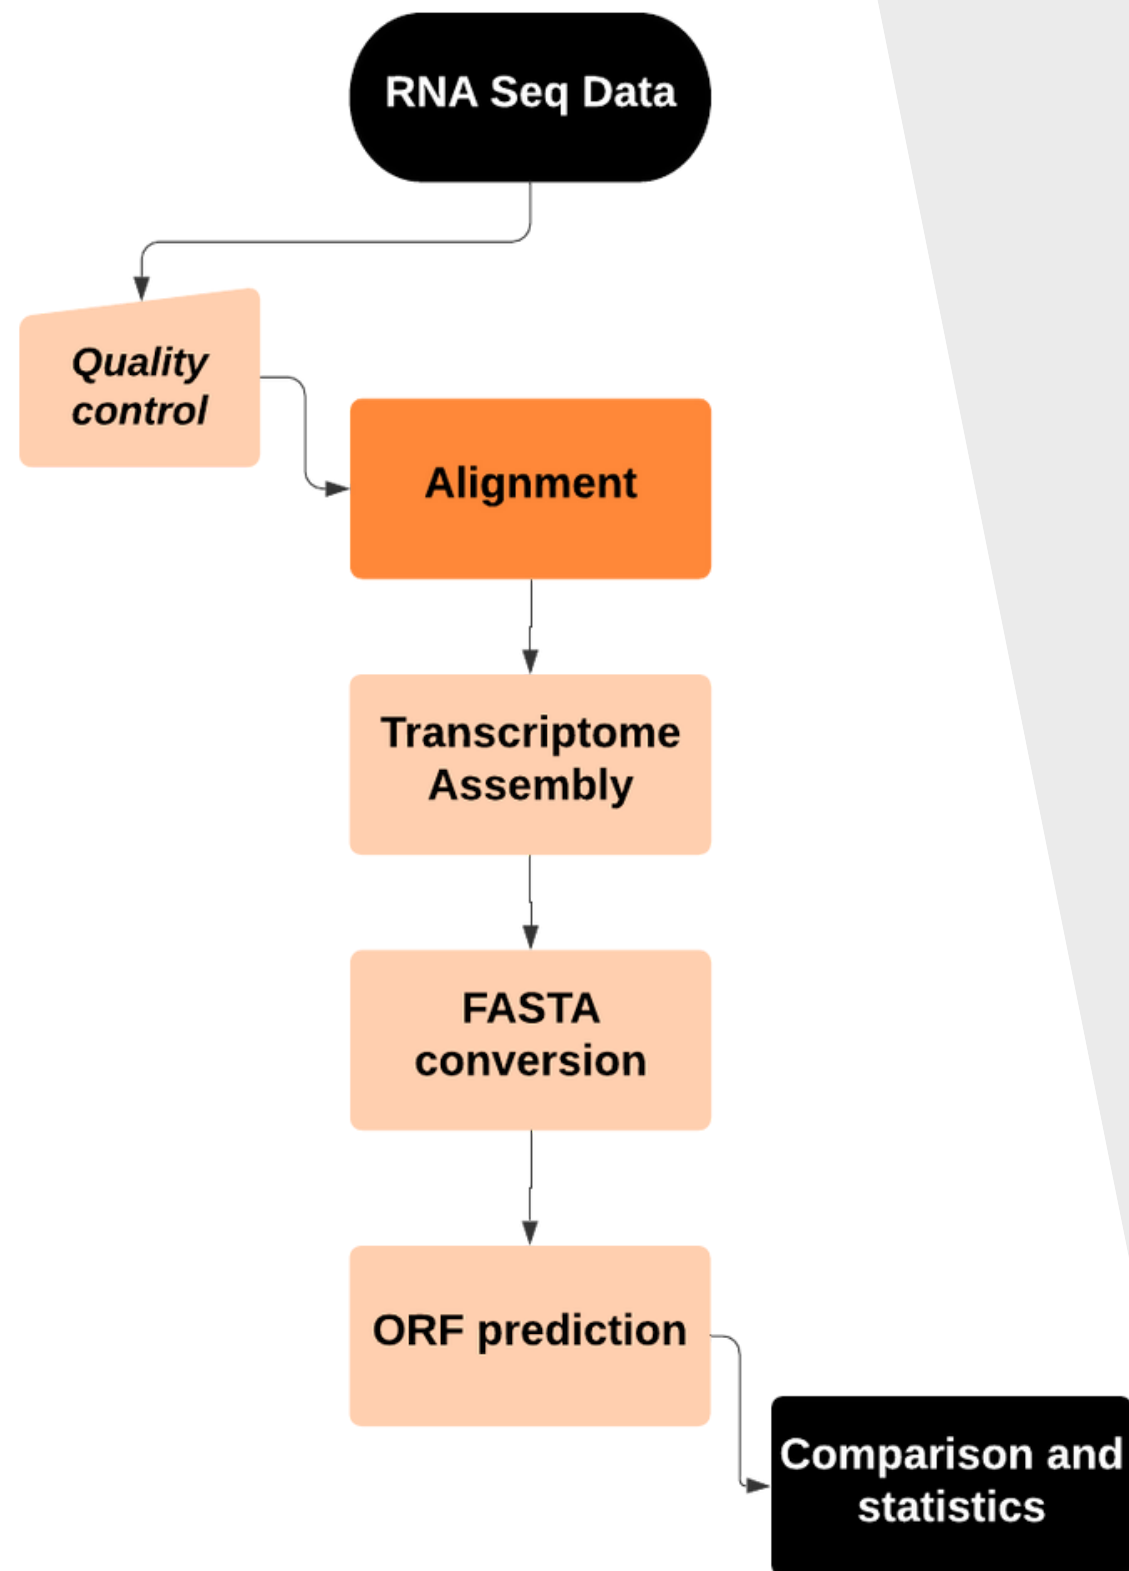 RNA Seq Data
Quality
control
Alignment
Transcriptome
Assembly
FASTA
conversion
ORF prediction
Comparison and
statistics